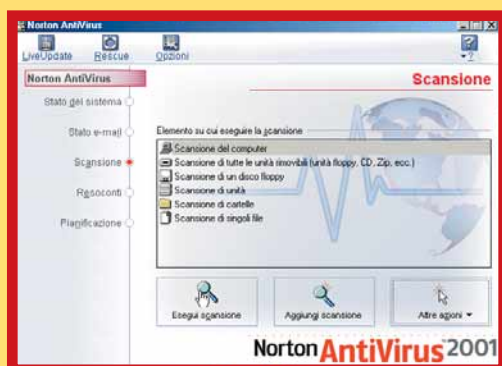 Norton AntiVirus
LiveUpdate Rescue Opzioni
Norton AntiVirus
Scansione
Stato del sistema
Stato e-mail
Scansione
Resoconti
Pianificazione
Elemento su cui eseguire la scansione
Scansione del computer
Scansione di tutte le unità rimovibili (unità floppy, CD, Zip, ecc.)
Scansione di un disco floppy
Scansione di unità
Scansione di cartelle
Scansione di singoli file
Esegui scansione Aggiungi scansione Altre azioni
Norton AntiVirus 2001